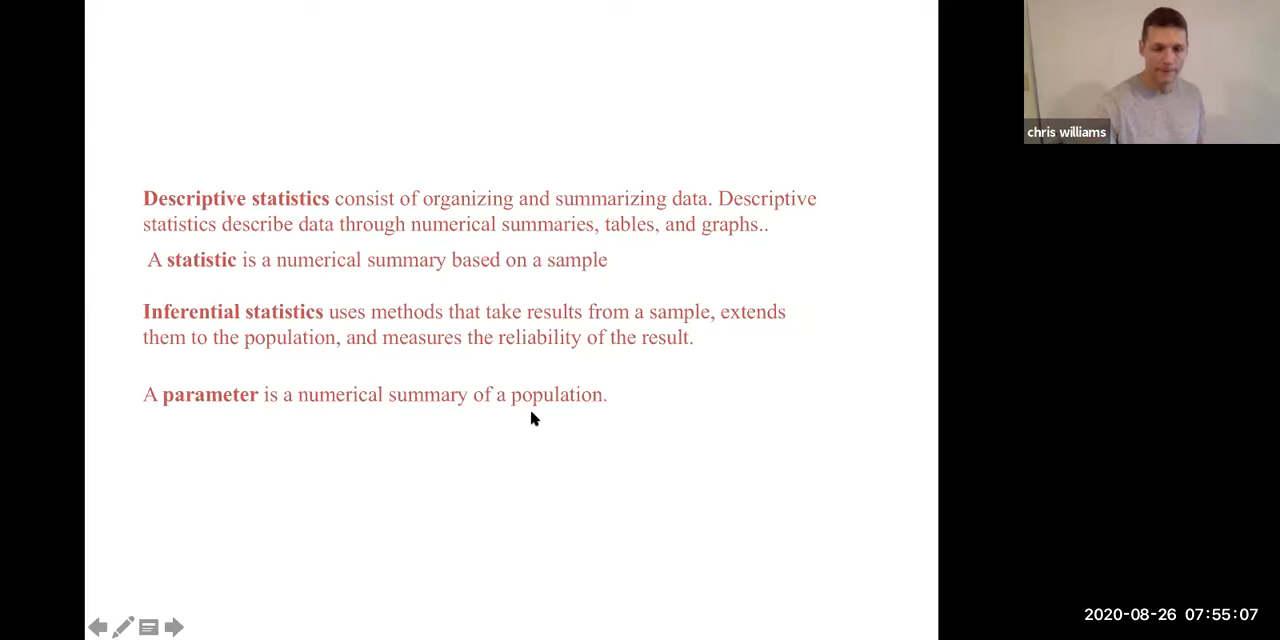 chris williams
Descriptive statistics consist of organizing and summarizing data. Descriptive
statistics describe data through numerical summaries, tables, and graphs..
A statistic is a numerical summary based on a sample
Inferential statistics uses methods that take results from a sample, extends
them to the population, and measures the reliability of the result.
A parameter is a numerical summary of a population.
2020-08-26 07:55:07